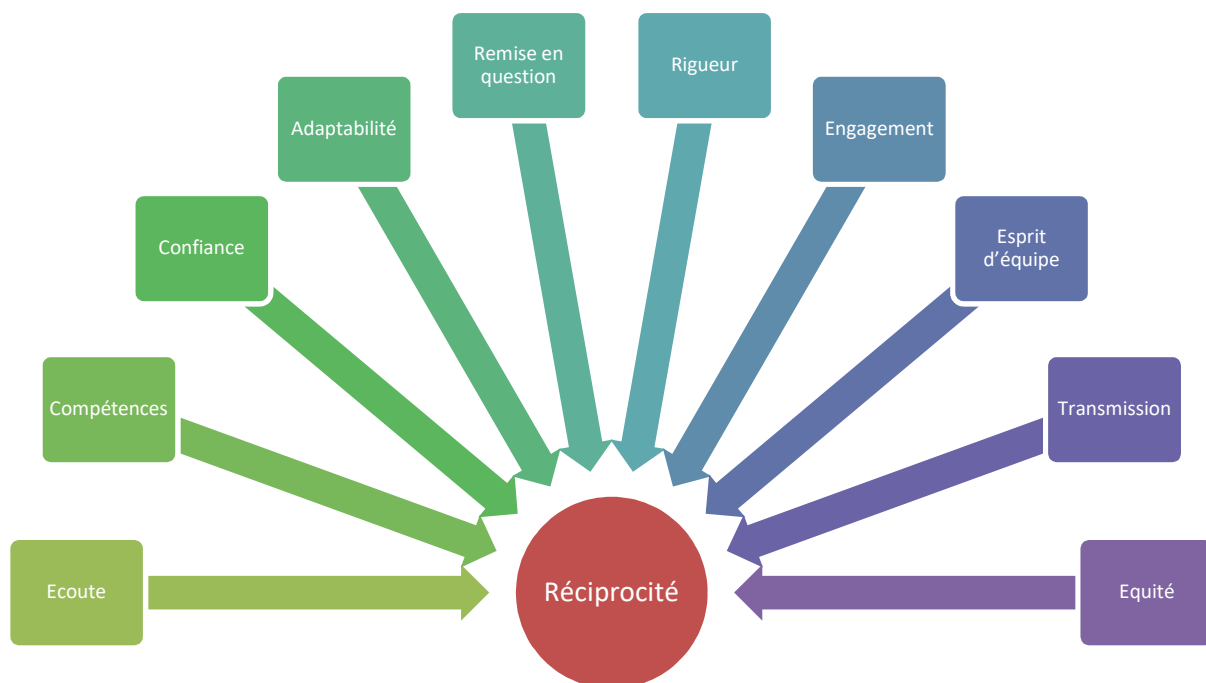 Remise en
question
Rigueur
Adaptabilité
Engagement
Confiance
Esprit
d’équipe
Compétences
Transmission
Ecoute
Réciprocité
Equité